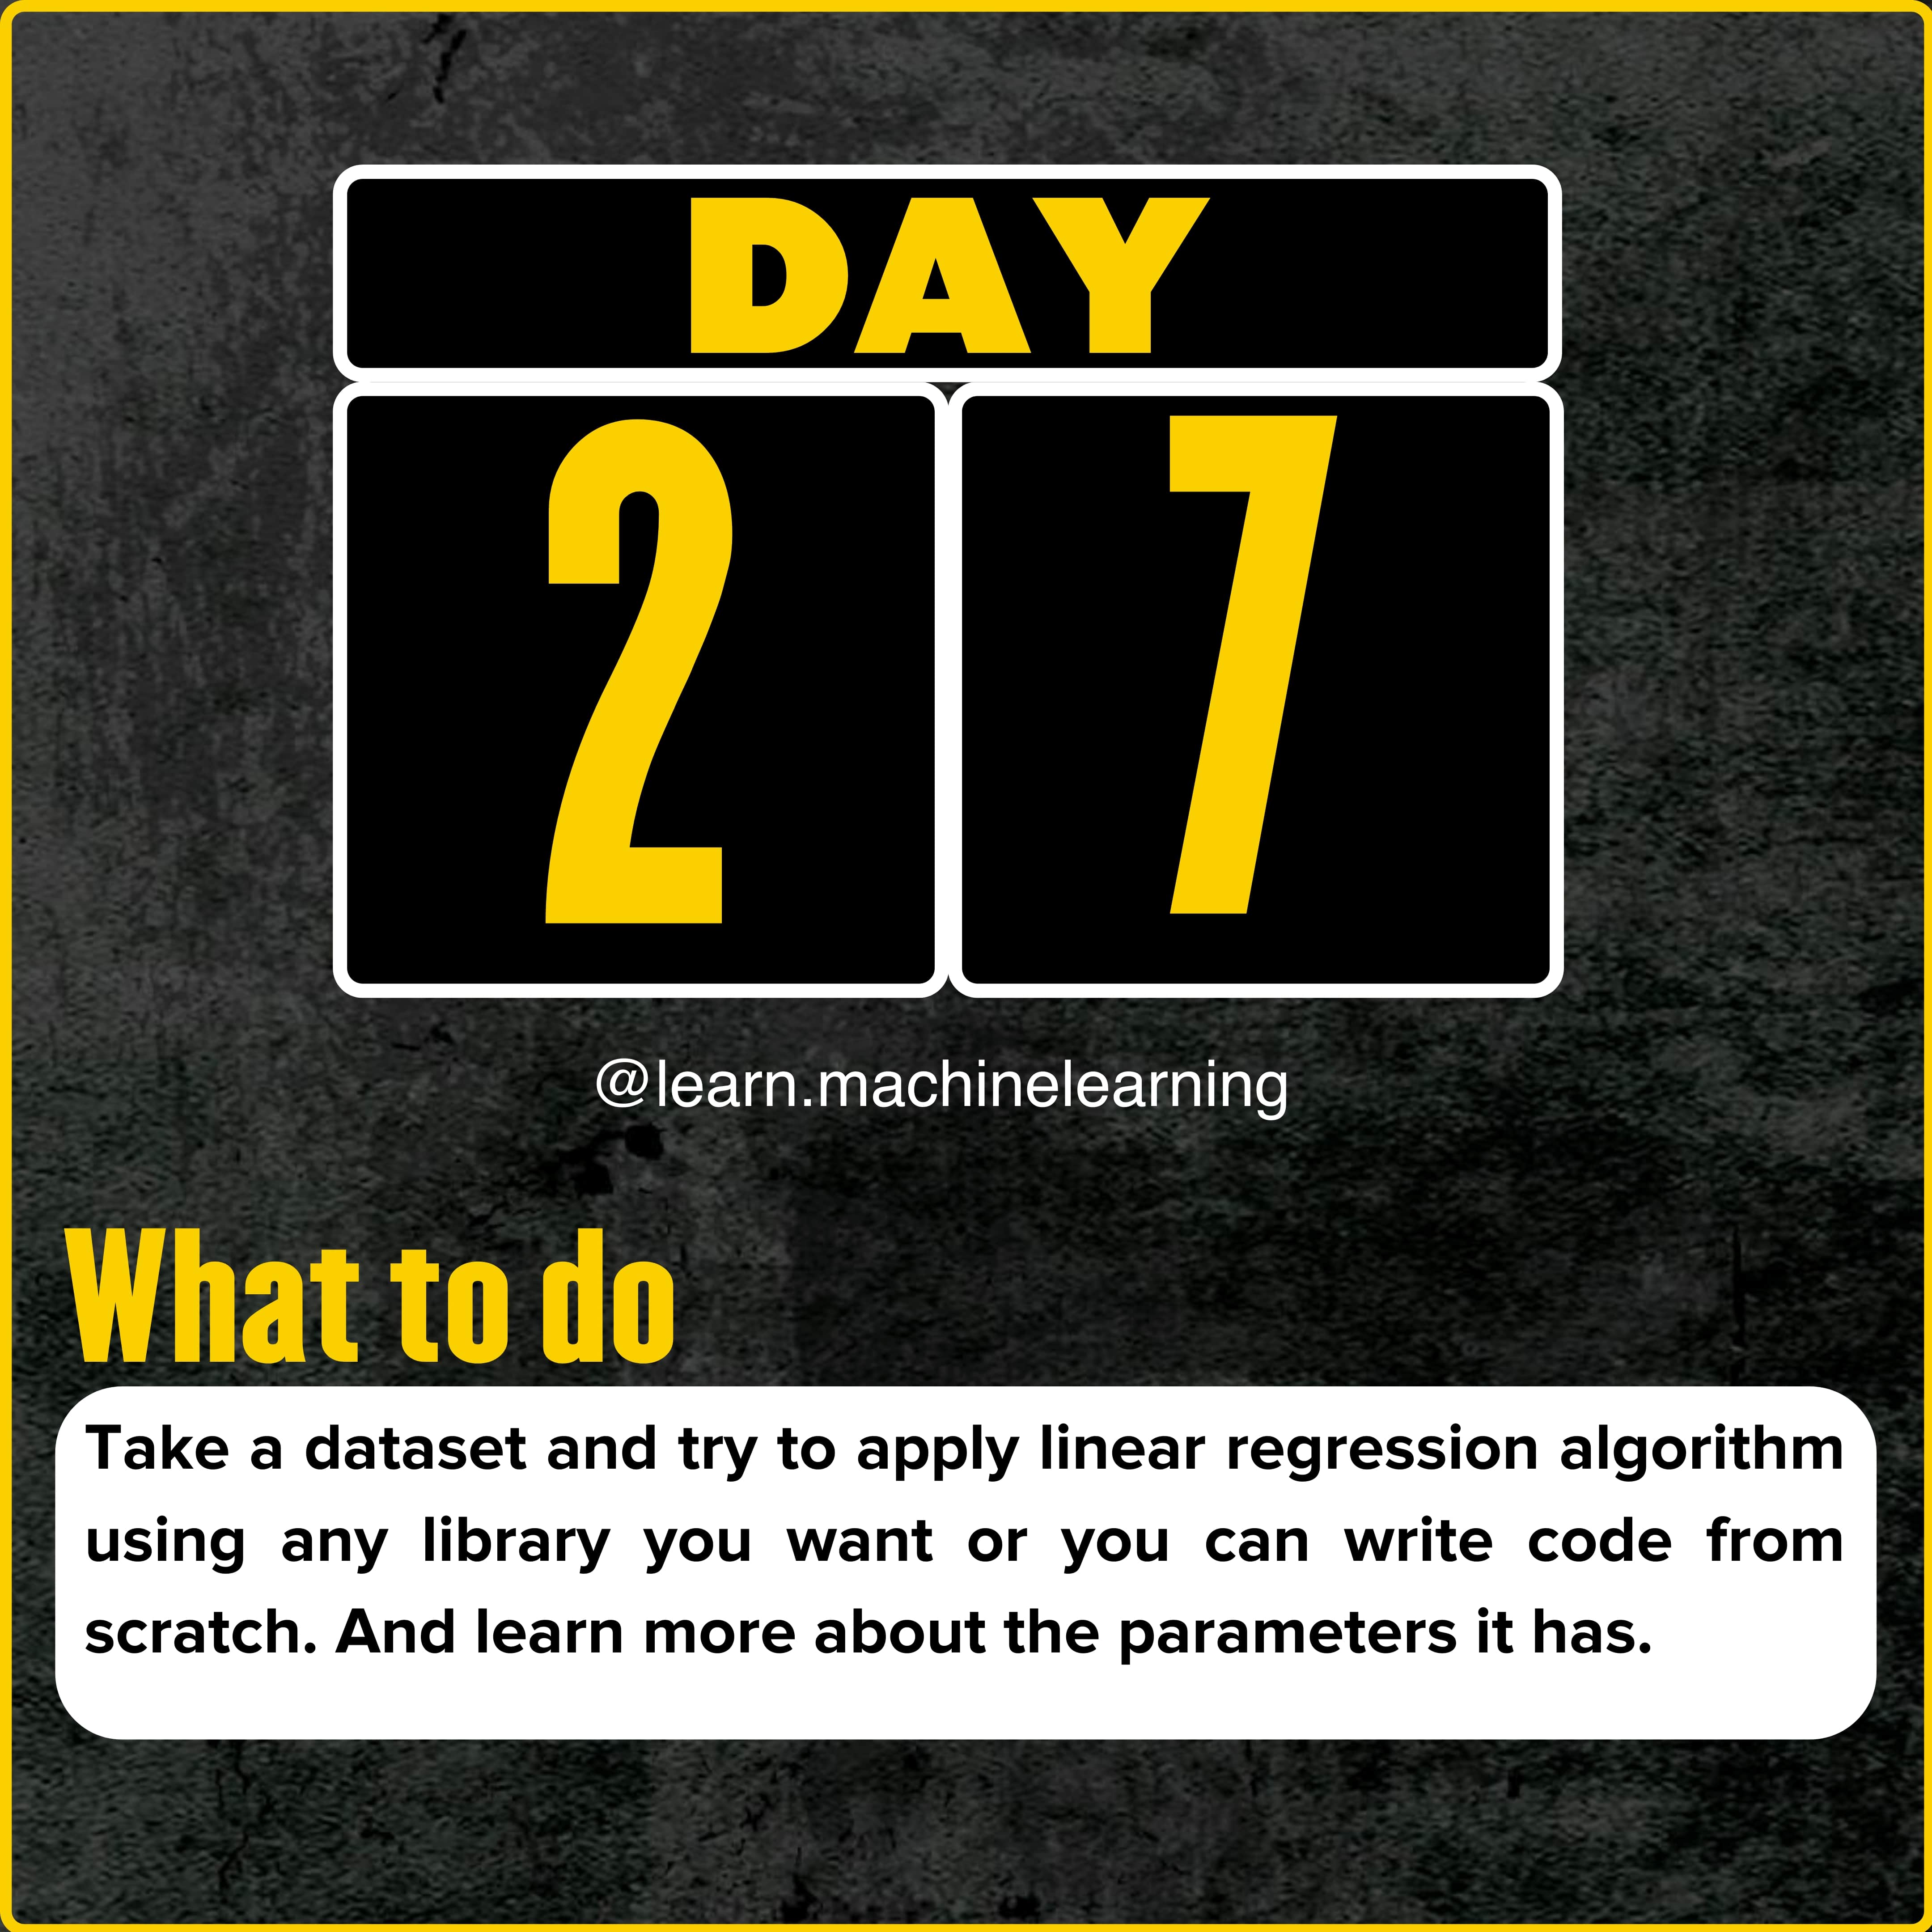 DAY
2 7
@learn.machinelearning
What to do
Take a dataset and try to apply linear regression algorithm
using any library you want or you can write code from
scratch. And learn more about the parameters it has.